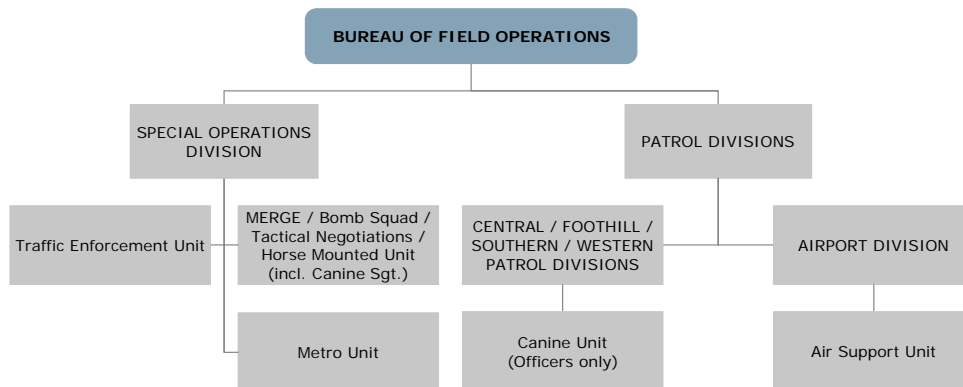 BUREAU OF FIELD OPERATIONS
SPECIAL OPERATIONS
DIVISION
PATROL DIVISIONS
Traffic Enforcement Unit
MERGE / Bomb Squad /
Tactical Negotiations /
Horse Mounted Unit
(incl. Canine Sgt.)
CENTRAL / FOOTHILL /
SOUTHERN / WESTERN
PATROL DIVISIONS
AIRPORT DIVISION
Metro Unit
Canine Unit
(Officers only)
Air Support Unit